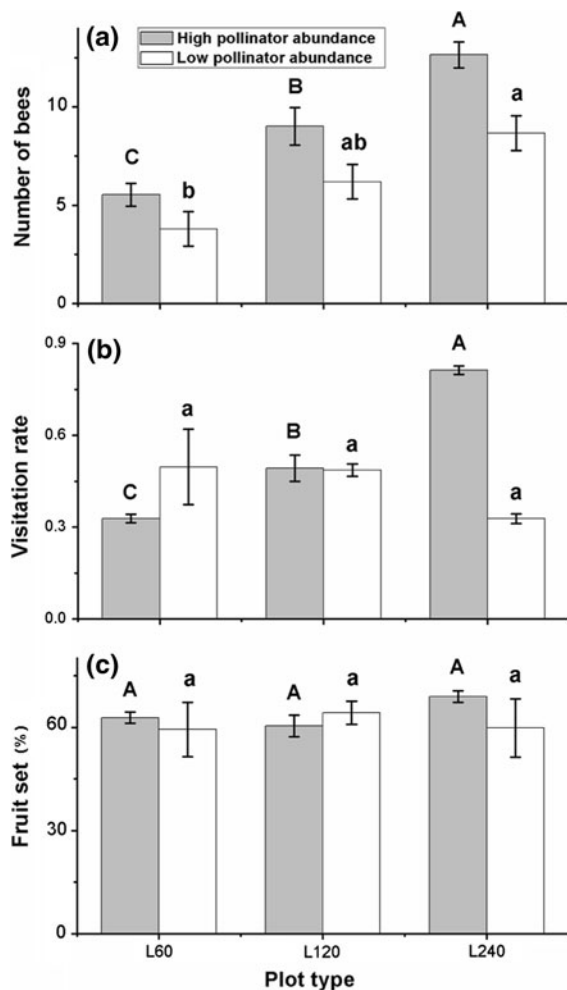 (a)
High pollinator abundance
Low pollinator abundance
Number of bees
10
5
0
C
b
B
ab
A
a
(b)
Visitation rate
0.9
0.6
0.3
0.0
C
a
B
a
A
a
(c)
Fruit set (%)
60
30
0
A
a
A
a
A
a
L60
L120
L240
Plot type